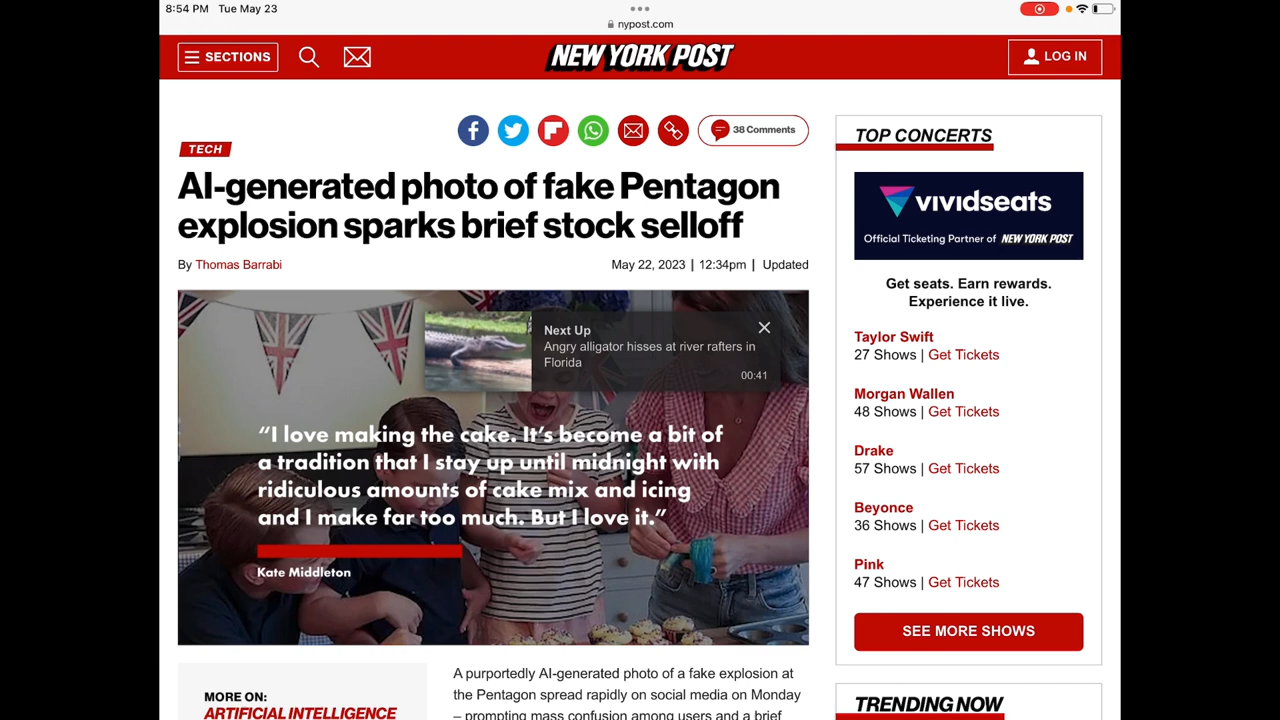 8:54 PM Tue May 23
nypost.com
SECTIONS
NEW YORK POST
LOG IN
38 Comments
TECH
AI-generated photo of fake Pentagon
explosion sparks brief stock selloff
By Thomas Barrabi
May 22, 2023 | 12:34pm | Updated
Next Up
Angry alligator hisses at river rafters in
Florida
00:41
“I love making the cake. It’s become a bit of
a tradition that I stay up until midnight with
ridiculous amounts of cake mix and icing
and I make far too much. But I love it.”
Kate Middleton
MORE ON:
ARTIFICIAL INTELLIGENCE
A purportedly AI-generated photo of a fake explosion at
the Pentagon spread rapidly on social media on Monday
– prompting mass confusion among users and a brief
TOP CONCERTS
vividseats
Official Ticketing Partner of NEW YORK POST
Get seats. Earn rewards.
Experience it live.
Taylor Swift
27 Shows | Get Tickets
Morgan Wallen
48 Shows | Get Tickets
Drake
57 Shows | Get Tickets
Beyonce
36 Shows | Get Tickets
Pink
47 Shows | Get Tickets
SEE MORE SHOWS
TRENDING NOW